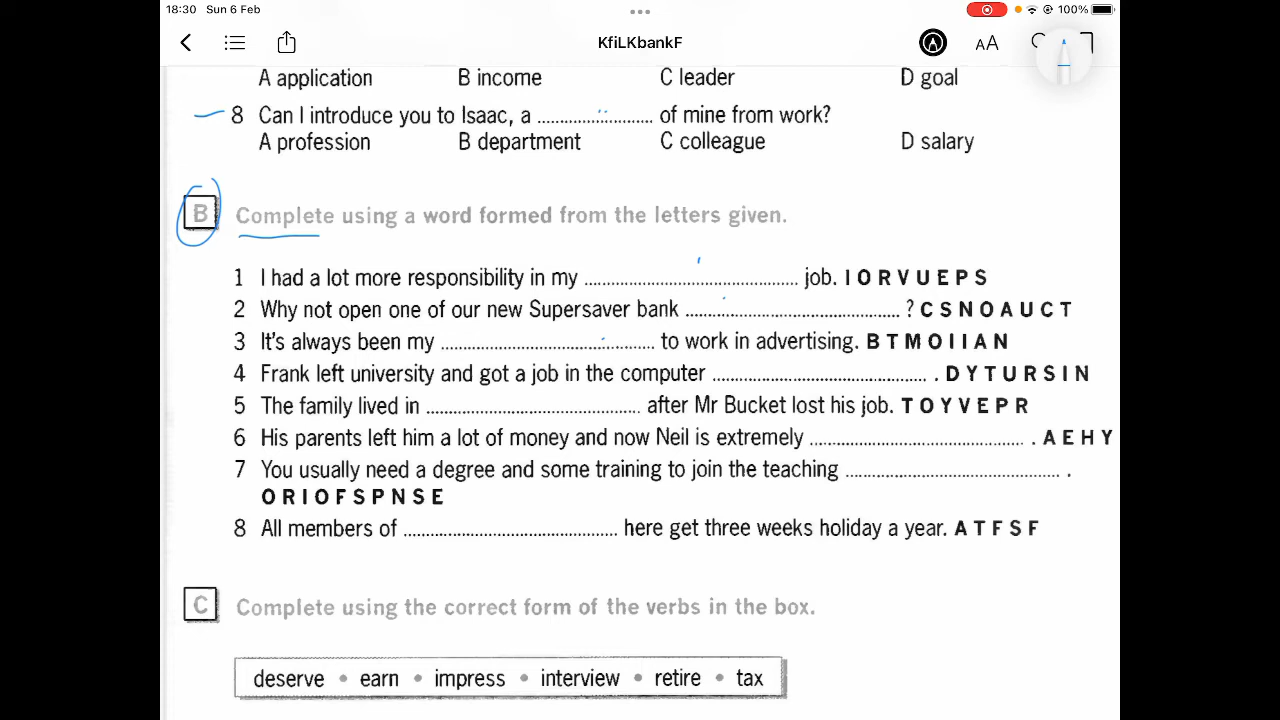 18:30 Sun 6 Feb 100%
KfiLKbankF
AA
A application B income C leader D goal
8 Can I introduce you to Isaac, a .......................... of mine from work?
A profession B department C colleague D salary
B Complete using a word formed from the letters given.
1 I had a lot more responsibility in my .................................................. job. I O R V U E P S
2 Why not open one of our new Supersaver bank .................................................. ? C S N O A U C T
3 It's always been my .................................................. to work in advertising. B T M O I I A N
4 Frank left university and got a job in the computer .................................................. . D Y T U R S I N
5 The family lived in .................................................. after Mr Bucket lost his job. T O Y V E P R
6 His parents left him a lot of money and now Neil is extremely .................................................. . A E H Y
7 You usually need a degree and some training to join the teaching .................................................. .
O R I O F S P N S E
8 All members of .................................................. here get three weeks holiday a year. A T F S F
C Complete using the correct form of the verbs in the box.
deserve • earn • impress • interview • retire • tax